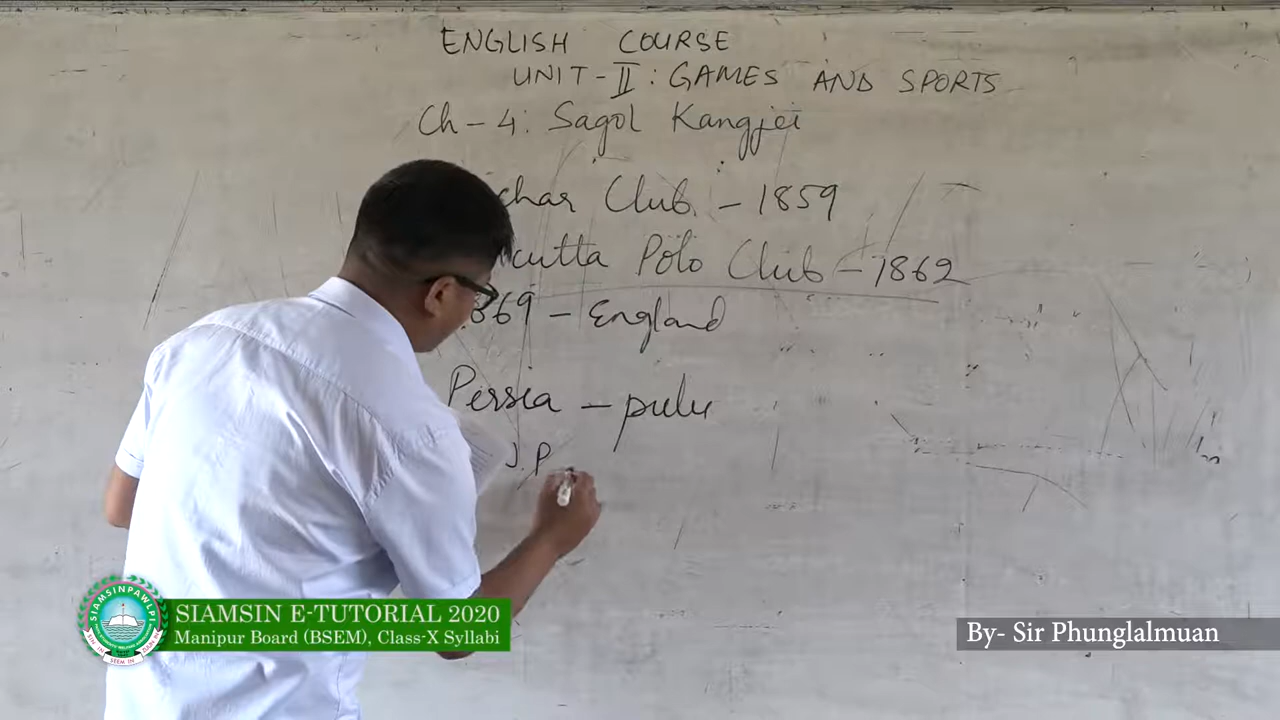 ENGLISH COURSE
UNIT-II: GAMES AND SPORTS
Ch-4: Sagol Kangjei
char Club - 1859
cutta Polo Club - 1862
869 - England
Persia - pulu
J.P
SIAMSINPAWLPI
SIAMSIN E-TUTORIAL 2020
Manipur Board (BSEM), Class-X Syllabi
By- Sir Phunglalmuan